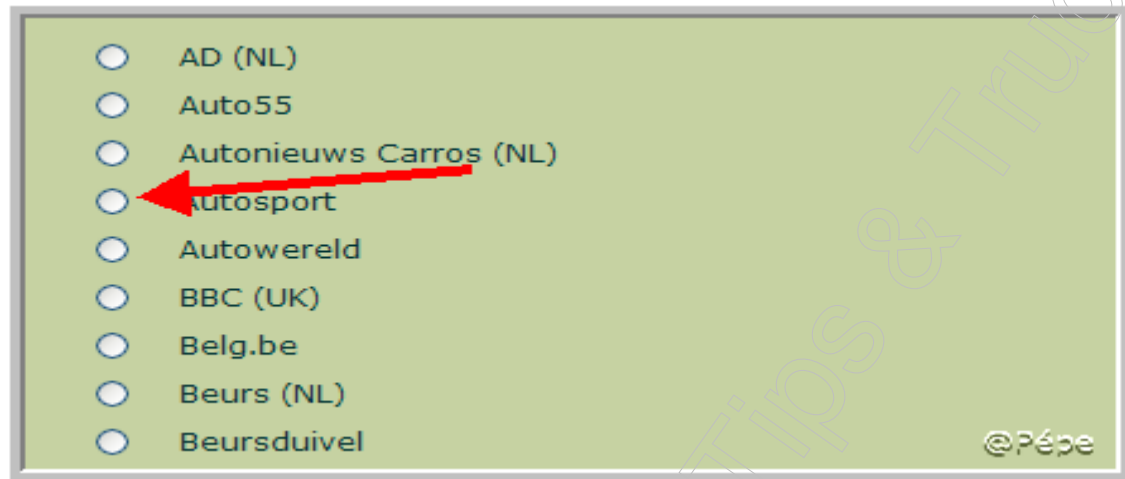 AD (NL)
Auto55
Autonieuws Carros (NL)
Autosport
Autowereld
BBC (UK)
Belg.be
Beurs (NL)
Beursduivel
@Pépe
Tips & Truc